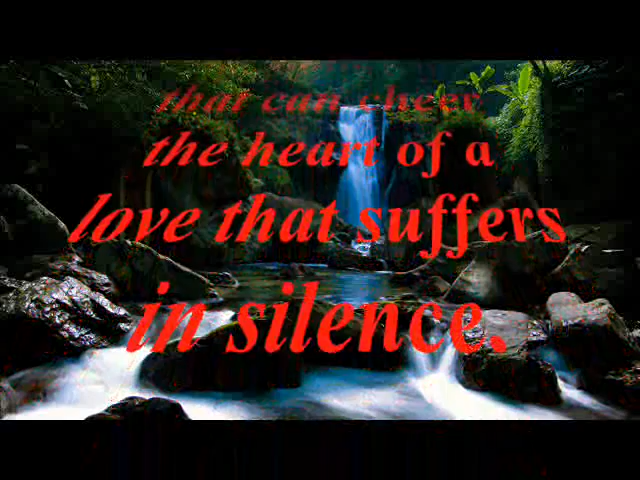 that can cheer
the heart of a
love that suffers
in silence.